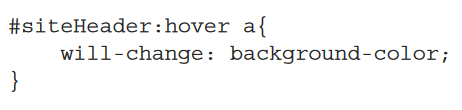 #siteHeader:hover a{
    will-change: background-color;
}